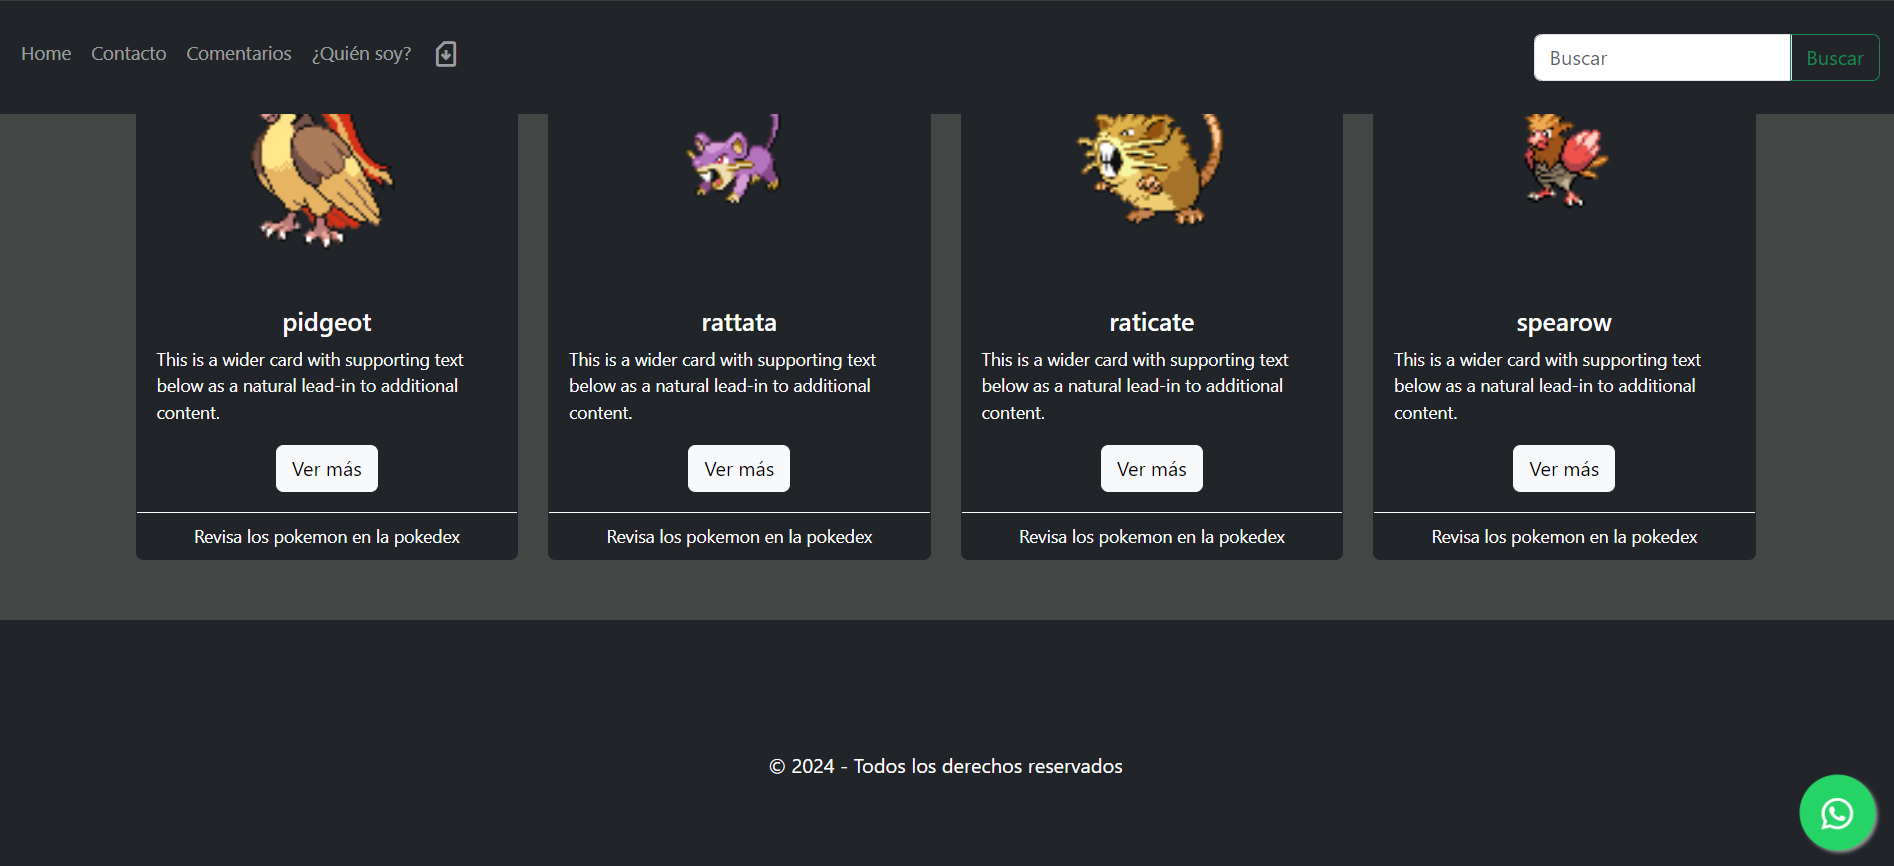 Home Contacto Comentarios ¿Quién soy? Buscar Buscar
pidgeot
This is a wider card with supporting text
below as a natural lead-in to additional
content.
Ver más
Revisa los pokemon en la pokedex
rattata
This is a wider card with supporting text
below as a natural lead-in to additional
content.
Ver más
Revisa los pokemon en la pokedex
raticate
This is a wider card with supporting text
below as a natural lead-in to additional
content.
Ver más
Revisa los pokemon en la pokedex
spearow
This is a wider card with supporting text
below as a natural lead-in to additional
content.
Ver más
Revisa los pokemon en la pokedex
© 2024 - Todos los derechos reservados